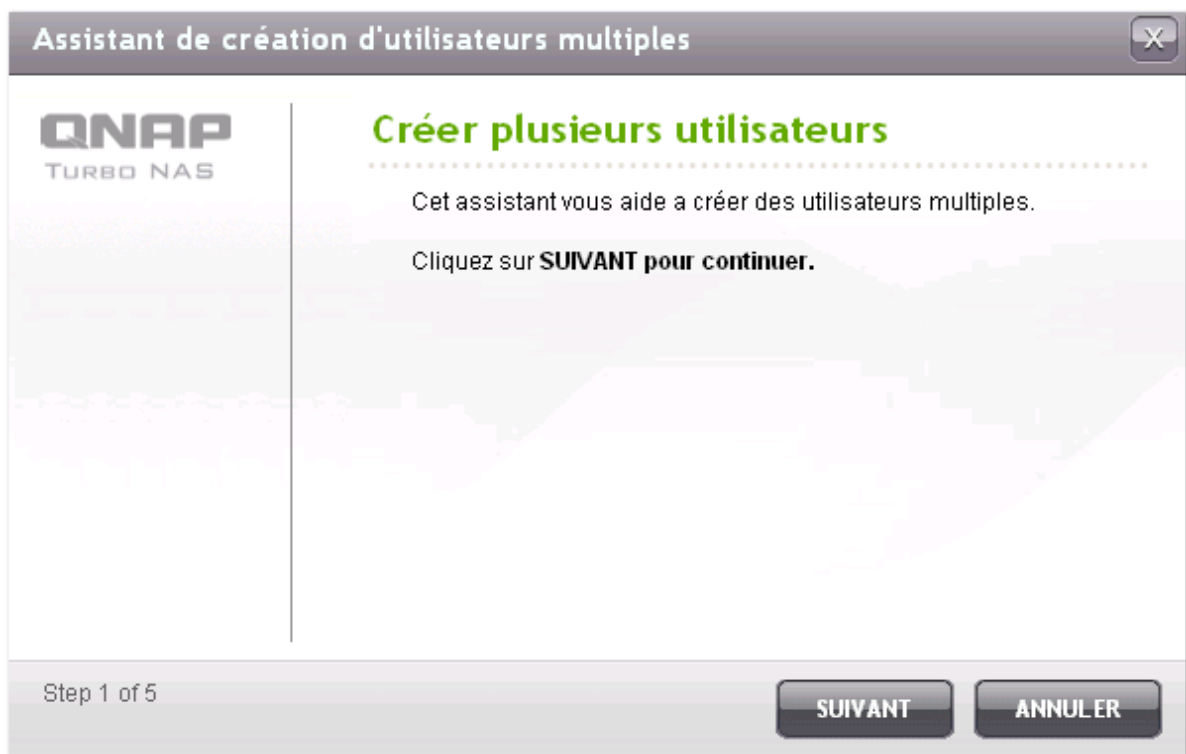 Assistant de création d'utilisateurs multiples
X
QNAP
TURBO NAS
Créer plusieurs utilisateurs
Cet assistant vous aide a créer des utilisateurs multiples.
Cliquez sur SUIVANT pour continuer.
Step 1 of 5
SUIVANT
ANNULER